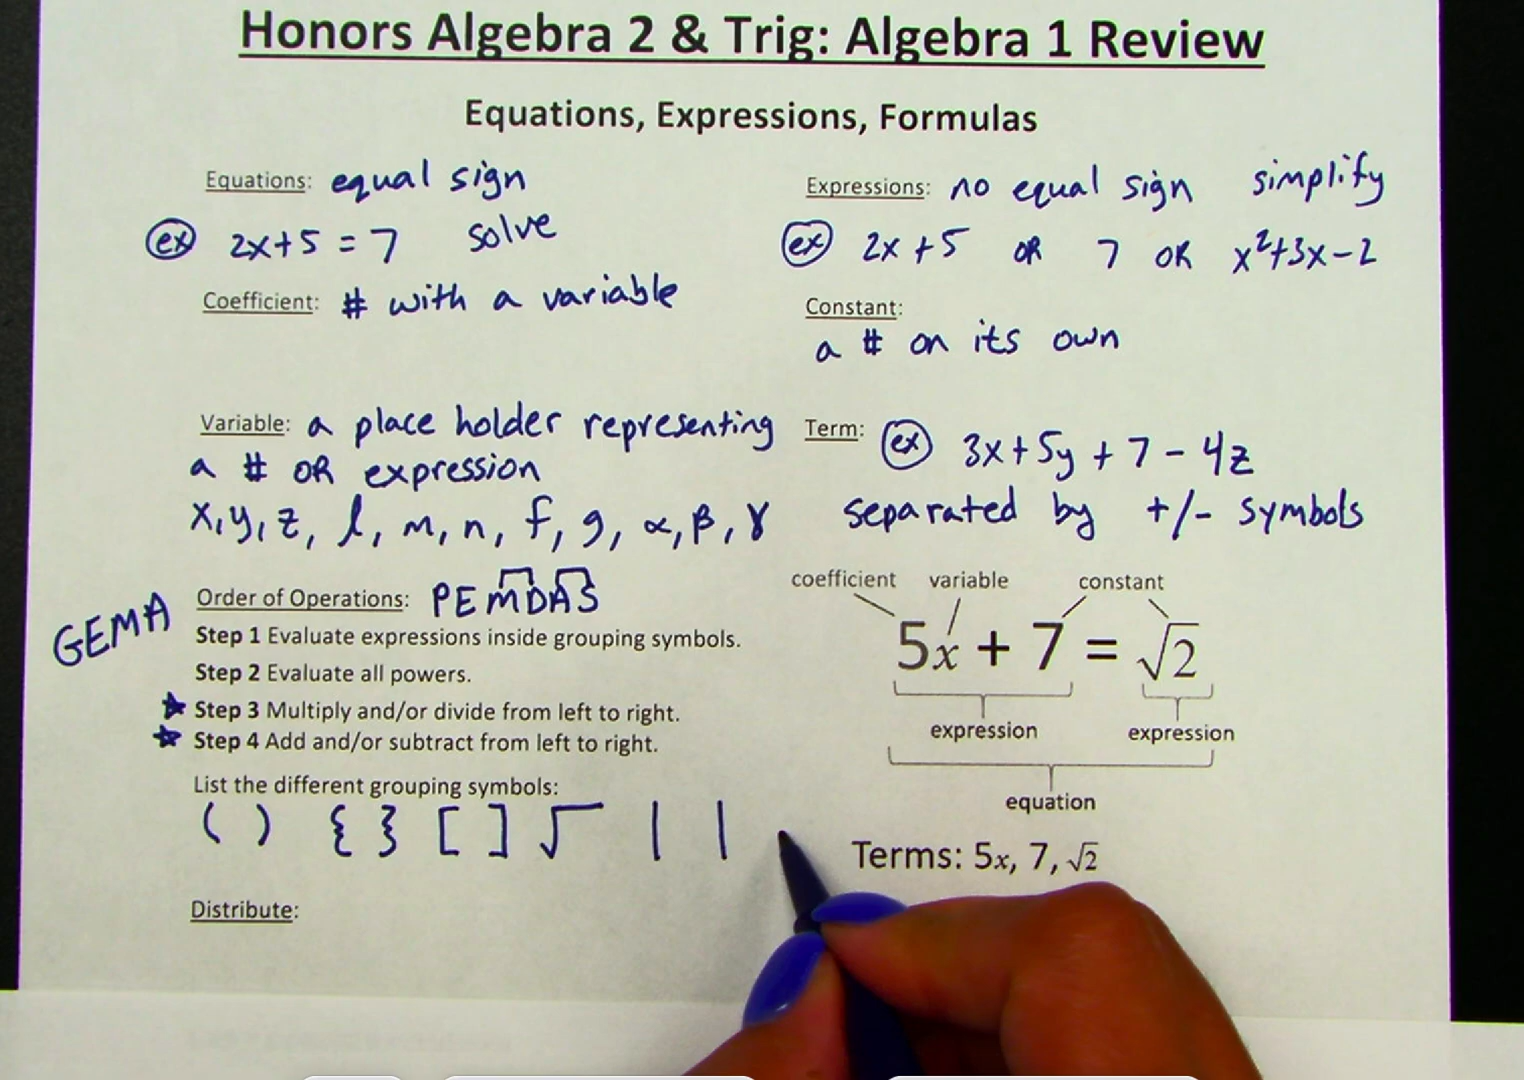 Honors Algebra 2 & Trig: Algebra 1 Review
Equations, Expressions, Formulas
Equations: equal sign
ex 2x+5 = 7 solve
Expressions: no equal sign simplify
ex 2x + 5 OR 7 OR x²+3x-2
Coefficient: # with a variable
Constant:
a # on its own
Variable: a place holder representing
a # OR expression
x, y, z, l, m, n, f, g, α, β, γ
Term: ex 3x+5y + 7 - 4z
separated by +/- symbols
GEMA
Order of Operations: PEMDAS
Step 1 Evaluate expressions inside grouping symbols.
Step 2 Evaluate all powers.
★ Step 3 Multiply and/or divide from left to right.
★ Step 4 Add and/or subtract from left to right.
List the different grouping symbols:
( ) { } [ ] √ | |
Distribute:
coefficient variable constant
5x + 7 = √2
expression expression
equation
Terms: 5x, 7, √2